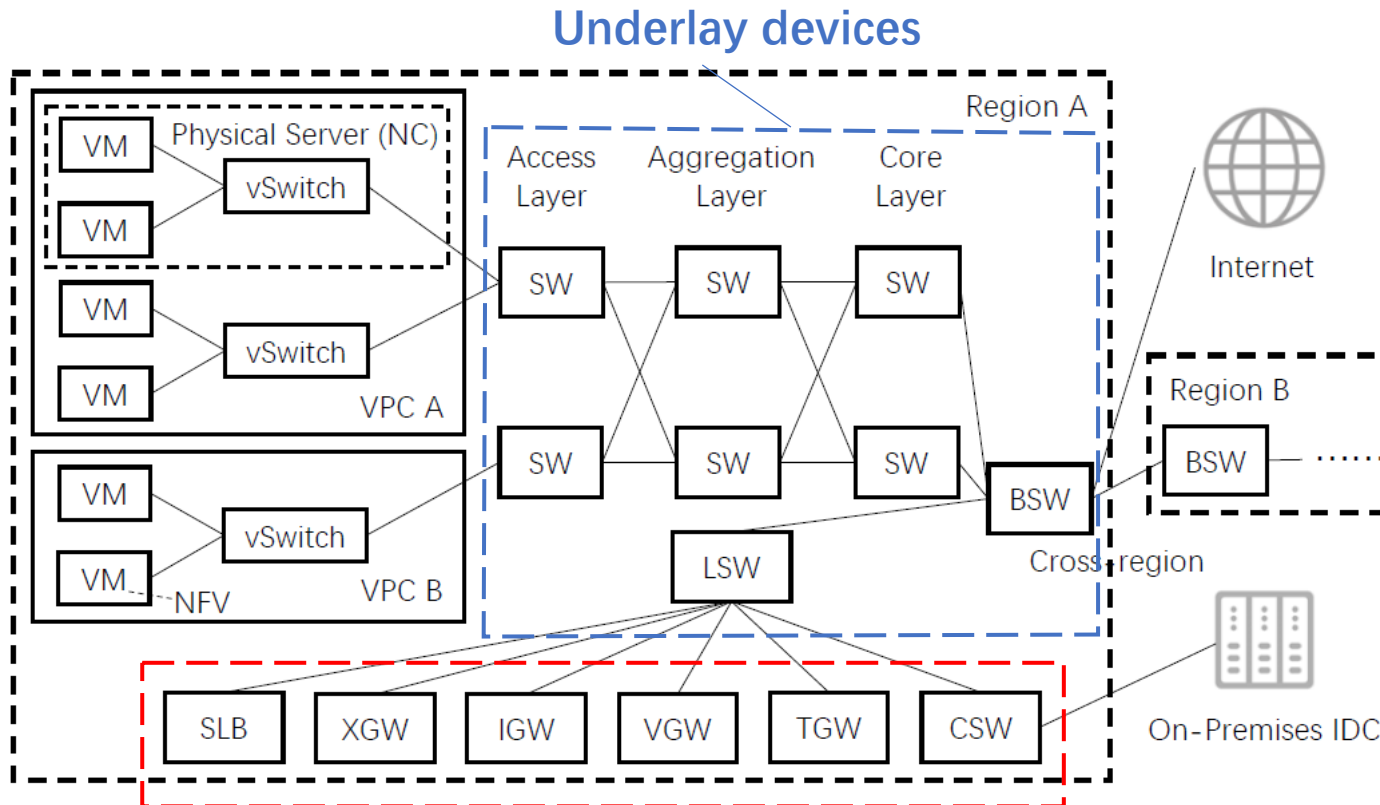 Underlay devices
Region A
VM
Physical Server (NC)
vSwitch
VM
VM
vSwitch
VM
VPC A
VM
vSwitch
VM
NFV
VPC B
Access
Layer
Aggregation
Layer
Core
Layer
SW
SW
SW
SW
SW
SW
BSW
LSW
Cross-region
Internet
Region B
BSW
......
On-Premises IDC
SLB
XGW
IGW
VGW
TGW
CSW